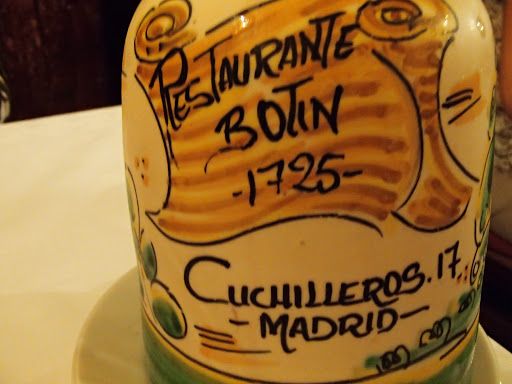 RESTAURANTE
BOTIN
-1725-
CUCHILLEROS.17
-MADRID-